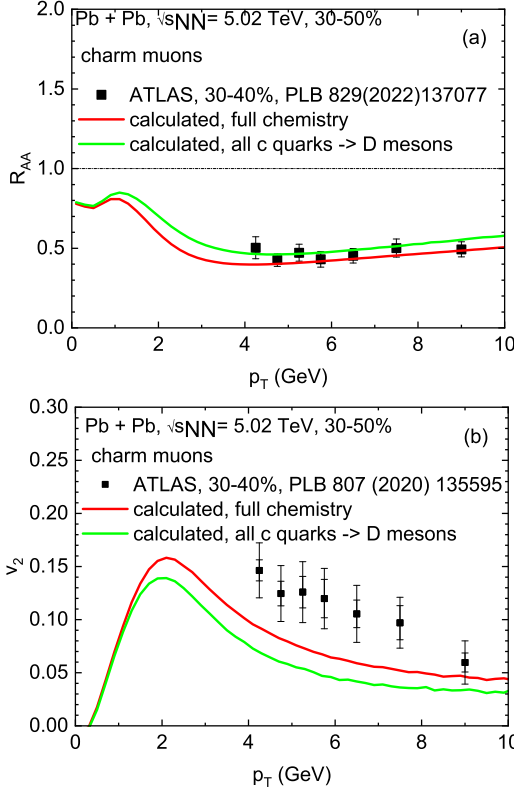 2.0
Pb + Pb, √sNN= 5.02 TeV, 30-50%
(a)
charm muons
1.5
ATLAS, 30-40%, PLB 829(2022)137077
calculated, full chemistry
calculated, all c quarks -> D mesons
RAA
1.0
0.5
0.0
0 2 4 6 8 10
pT (GeV)
0.30
Pb + Pb, √sNN= 5.02 TeV, 30-50%
(b)
charm muons
0.25
ATLAS, 30-40%, PLB 807 (2020) 135595
calculated, full chemistry
0.20
calculated, all c quarks -> D mesons
v2
0.15
0.10
0.05
0.00
0 2 4 6 8 10
pT (GeV)